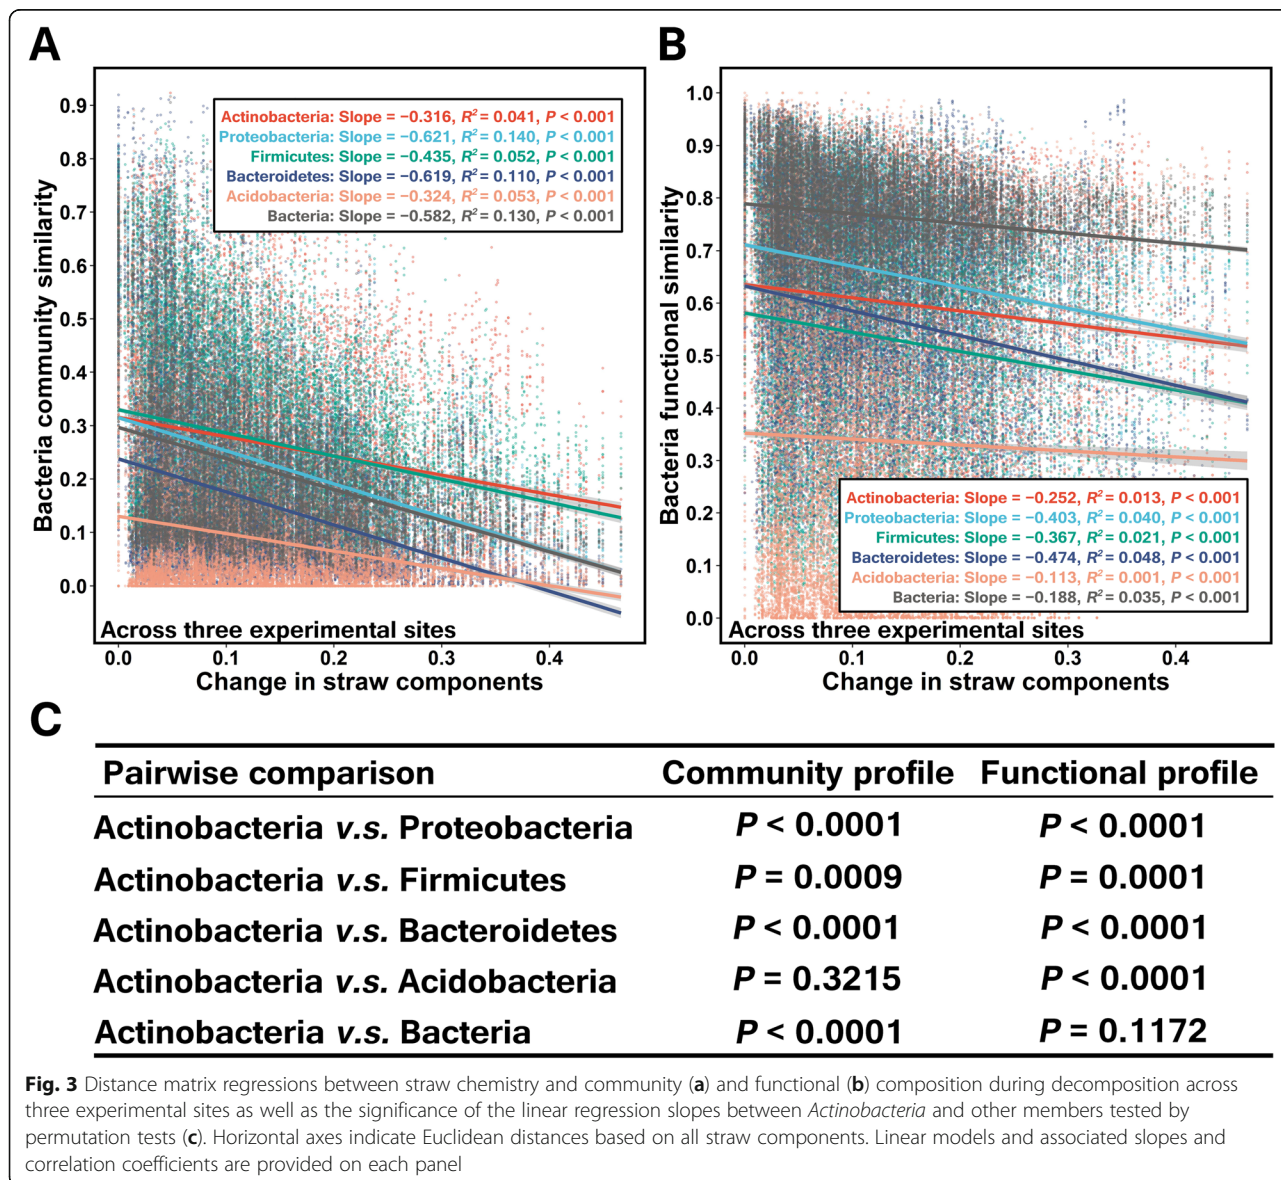 A
Bacteria community similarity
0.9
0.8
0.7
0.6
0.5
0.4
0.3
0.2
0.1
0.0
Actinobacteria: Slope = −0.316, R² = 0.041, P < 0.001
Proteobacteria: Slope = −0.621, R² = 0.140, P < 0.001
Firmicutes: Slope = −0.435, R² = 0.052, P < 0.001
Bacteroidetes: Slope = −0.619, R² = 0.110, P < 0.001
Acidobacteria: Slope = −0.324, R² = 0.053, P < 0.001
Bacteria: Slope = −0.582, R² = 0.130, P < 0.001
Across three experimental sites
0.0 0.1 0.2 0.3 0.4
Change in straw components
B
Bacteria functional similarity
1.0
0.9
0.8
0.7
0.6
0.5
0.4
0.3
0.2
0.1
0.0
Actinobacteria: Slope = −0.252, R² = 0.013, P < 0.001
Proteobacteria: Slope = −0.403, R² = 0.040, P < 0.001
Firmicutes: Slope = −0.367, R² = 0.021, P < 0.001
Bacteroidetes: Slope = −0.474, R² = 0.048, P < 0.001
Acidobacteria: Slope = −0.113, R² = 0.001, P < 0.001
Bacteria: Slope = −0.188, R² = 0.035, P < 0.001
Across three experimental sites
0.0 0.1 0.2 0.3 0.4
Change in straw components
C
Pairwise comparison Community profile Functional profile
Actinobacteria v.s. Proteobacteria P < 0.0001 P < 0.0001
Actinobacteria v.s. Firmicutes P = 0.0009 P = 0.0001
Actinobacteria v.s. Bacteroidetes P < 0.0001 P < 0.0001
Actinobacteria v.s. Acidobacteria P = 0.3215 P < 0.0001
Actinobacteria v.s. Bacteria P < 0.0001 P = 0.1172
Fig. 3 Distance matrix regressions between straw chemistry and community (a) and functional (b) composition during decomposition across
three experimental sites as well as the significance of the linear regression slopes between Actinobacteria and other members tested by
permutation tests (c). Horizontal axes indicate Euclidean distances based on all straw components. Linear models and associated slopes and
correlation coefficients are provided on each panel